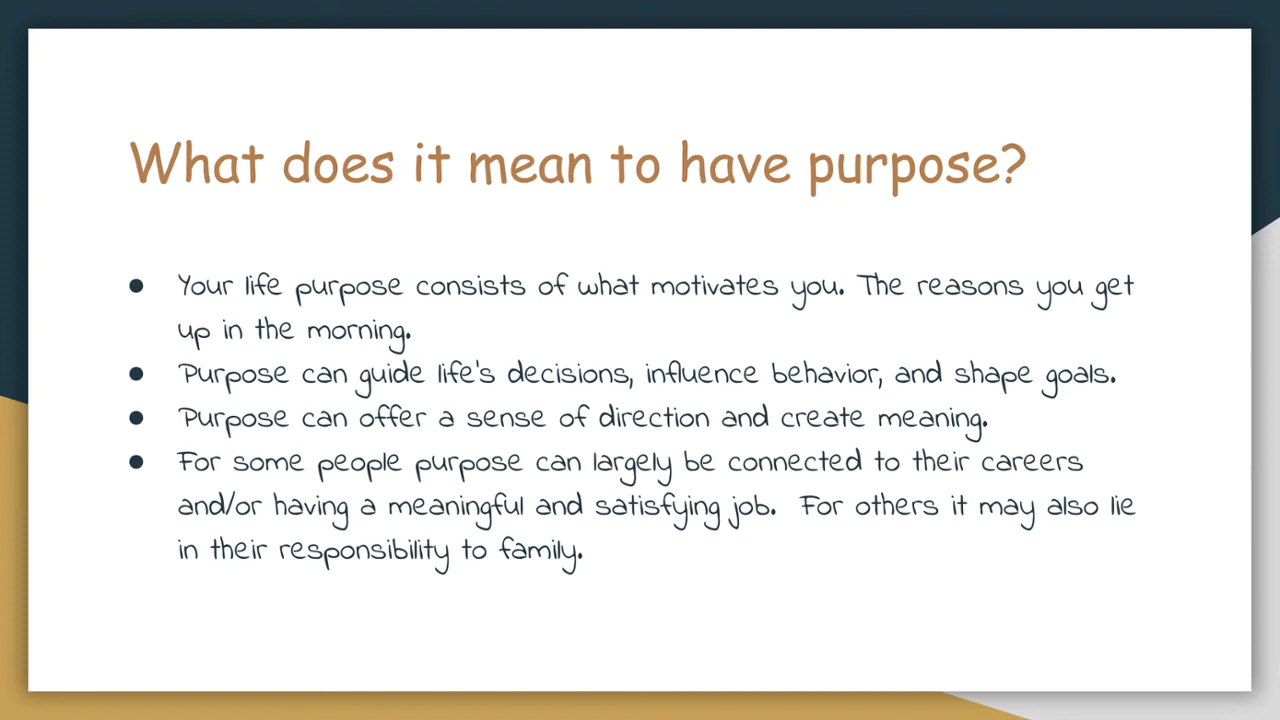 What does it mean to have purpose?
● Your life purpose consists of what motivates you. The reasons you get
up in the morning.
● Purpose can guide life's decisions, influence behavior, and shape goals.
● Purpose can offer a sense of direction and create meaning.
● For some people purpose can largely be connected to their careers
and/or having a meaningful and satisfying job.  For others it may also lie
in their responsibility to family.